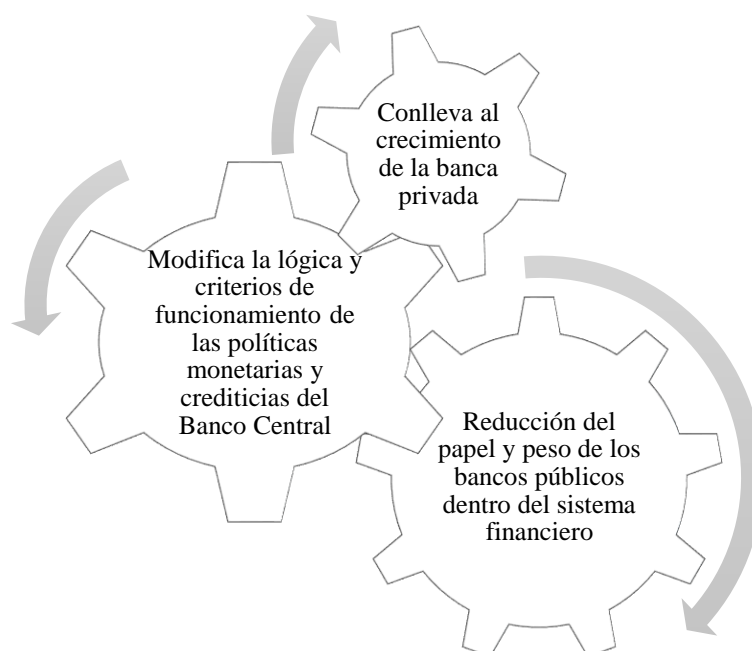 Conlleva al
crecimiento
de la banca
privada
Modifica la lógica y
criterios de
funcionamiento de
las políticas
monetarias y
crediticias del
Banco Central
Reducción del
papel y peso de los
bancos públicos
dentro del sistema
financiero